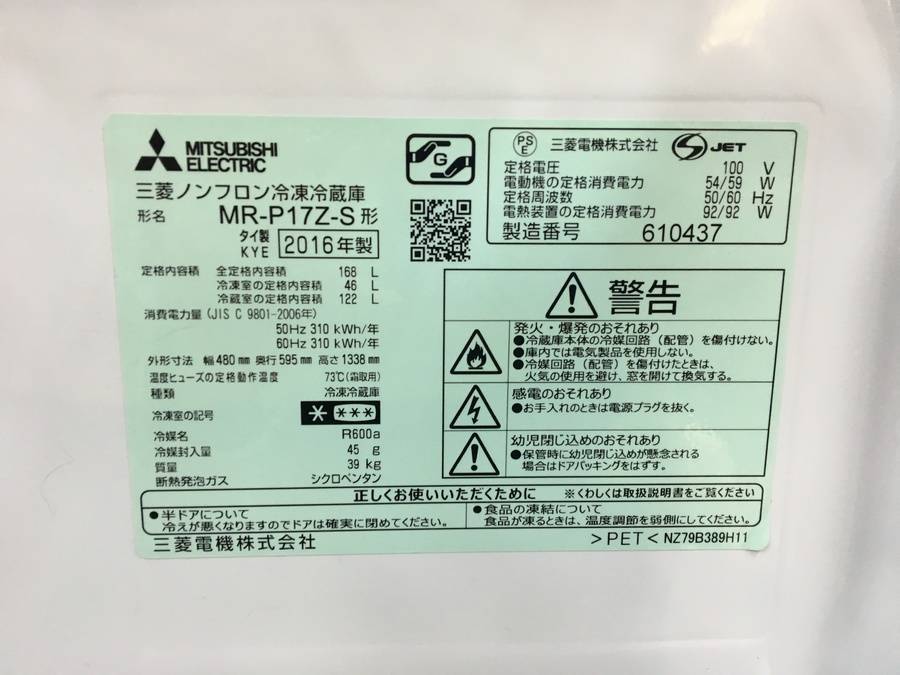 MITSUBISHI
ELECTRIC
G
三菱ノンフロン冷凍冷蔵庫
形名 MR-P17Z-S形
タイ製
KYE 2016年製
定格内容積 全定格内容積 168 L
冷凍室の定格内容積 46 L
冷蔵室の定格内容積 122 L
消費電力量 (JIS C 9801-2006年)
50Hz 310 kWh/年
60Hz 310 kWh/年
外形寸法 幅480mm 奥行595mm 高さ1338mm
温度ヒューズの定格動作温度 73℃(霜取用)
種類 冷凍冷蔵庫
冷凍室の記号 * ***
冷媒名 R600a
冷媒封入量 45 g
質量 39 kg
断熱発泡ガス シクロペンタン
PSE 三菱電機株式会社 S JET
定格電圧 100 V
電動機の定格消費電力 54/59 W
定格周波数 50/60 Hz
電熱装置の定格消費電力 92/92 W
製造番号 610437
警告
発火・爆発のおそれあり
●冷蔵庫本体の冷媒回路(配管)を傷付けない。
●庫内では電気製品を使用しない。
●冷媒回路(配管)を傷付けたときは、
火気の使用を避け、窓を開けて換気する。
感電のおそれあり
●お手入れのときは電源プラグを抜く。
幼児閉じ込めのおそれあり
●保管時に幼児閉じ込めが懸念される
場合はドアパッキングをはずす。
正しくお使いいただくために ※くわしくは取扱説明書をご覧ください
●半ドアについて
冷えが悪くなりますのでドアは確実に閉めてください。
●食品の凍結について
食品が凍るときは、温度調節を弱側にしてください。
三菱電機株式会社 >PET< NZ79B389H11